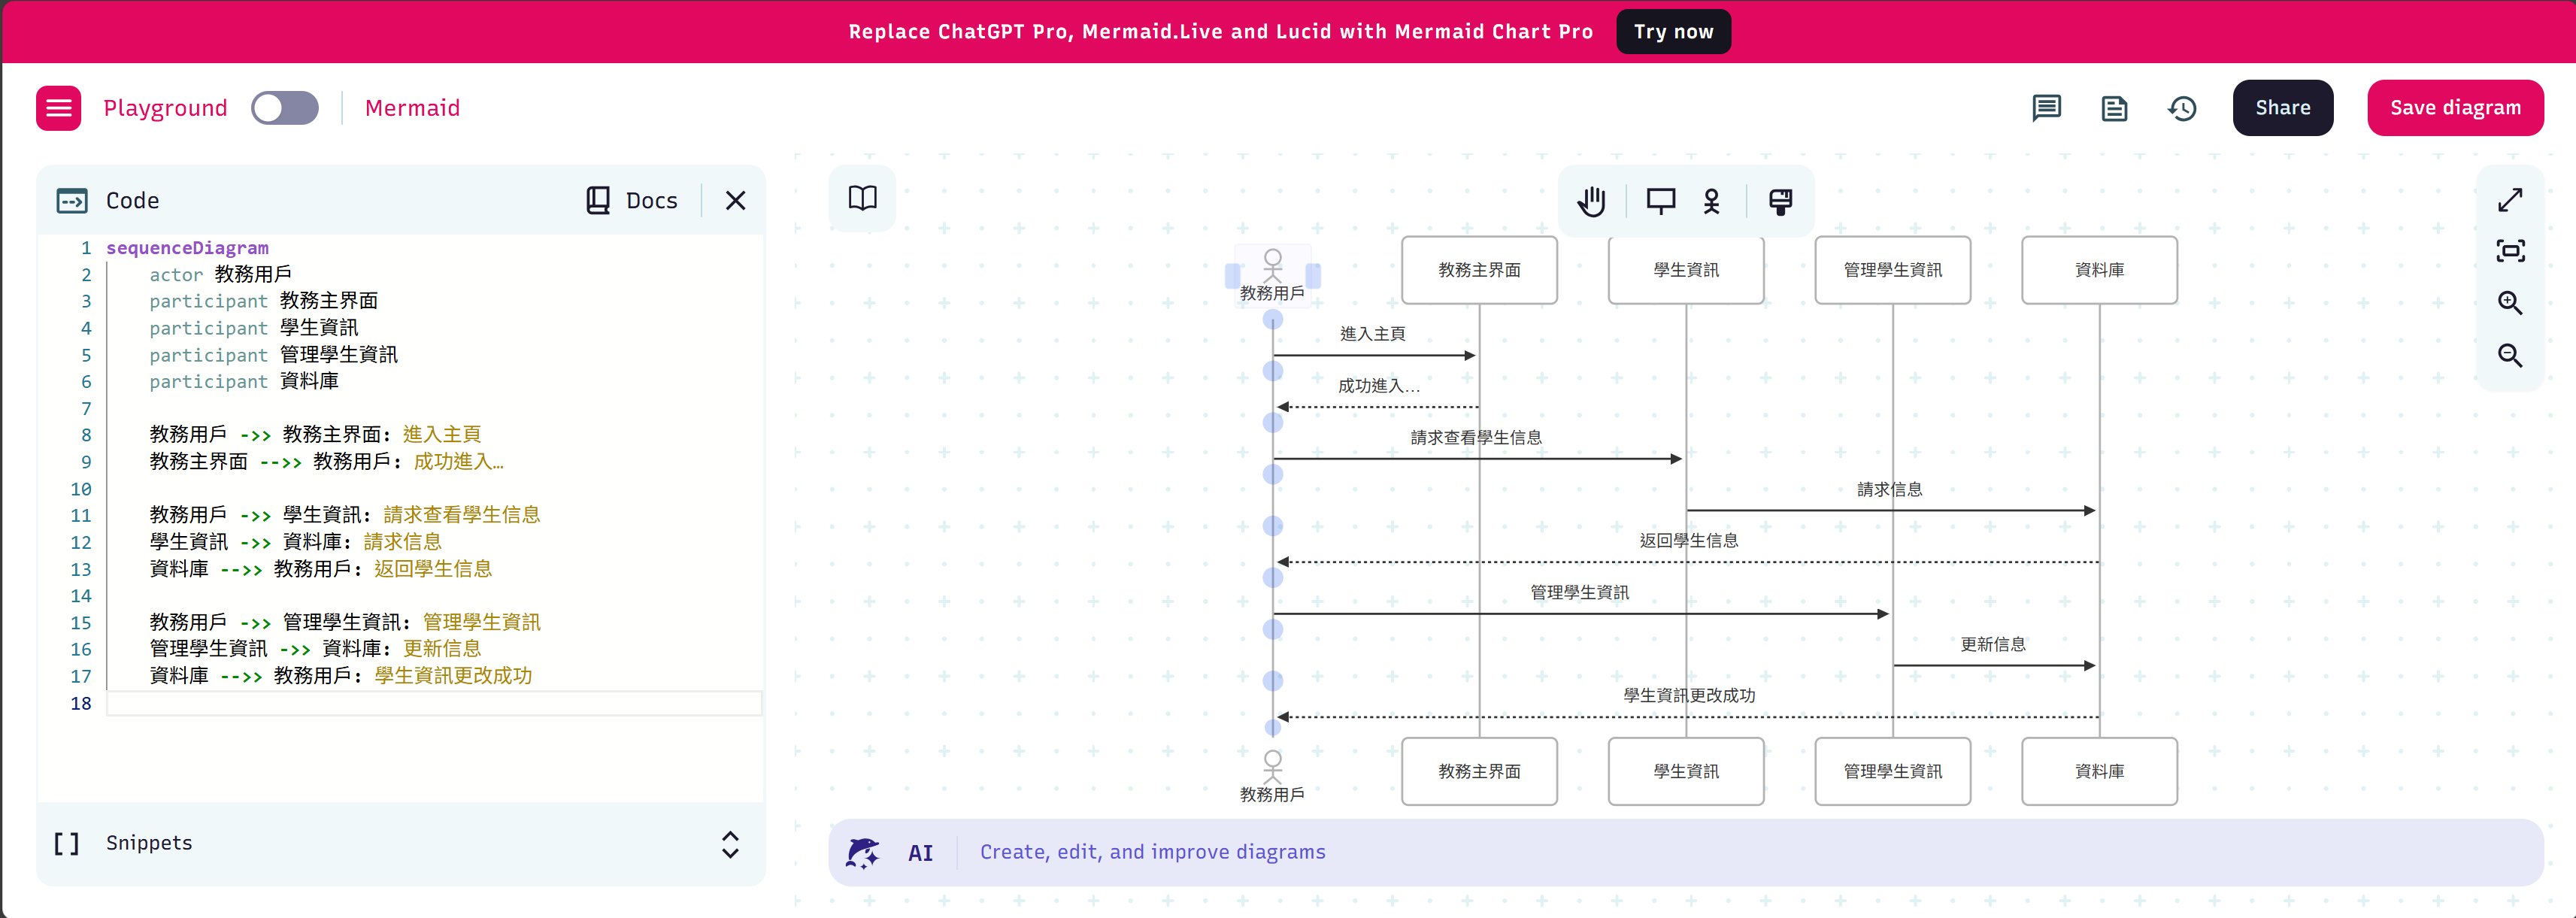 Replace ChatGPT Pro, Mermaid.Live and Lucid with Mermaid Chart Pro Try now
Playground Mermaid Share Save diagram
Code Docs
1 sequenceDiagram
2 actor 教務用戶
3 participant 教務主界面
4 participant 學生資訊
5 participant 管理學生資訊
6 participant 資料庫
7
8 教務用戶 ->> 教務主界面: 進入主頁
9 教務主界面 -->> 教務用戶: 成功進入...
10
11 教務用戶 ->> 學生資訊: 請求查看學生信息
12 學生資訊 ->> 資料庫: 請求信息
13 資料庫 -->> 教務用戶: 返回學生信息
14
15 教務用戶 ->> 管理學生資訊: 管理學生資訊
16 管理學生資訊 ->> 資料庫: 更新信息
17 資料庫 -->> 教務用戶: 學生資訊更改成功
18
Snippets
教務用戶 教務主界面 學生資訊 管理學生資訊 資料庫
進入主頁
成功進入...
請求查看學生信息
請求信息
返回學生信息
管理學生資訊
更新信息
學生資訊更改成功
教務用戶 教務主界面 學生資訊 管理學生資訊 資料庫
AI Create, edit, and improve diagrams